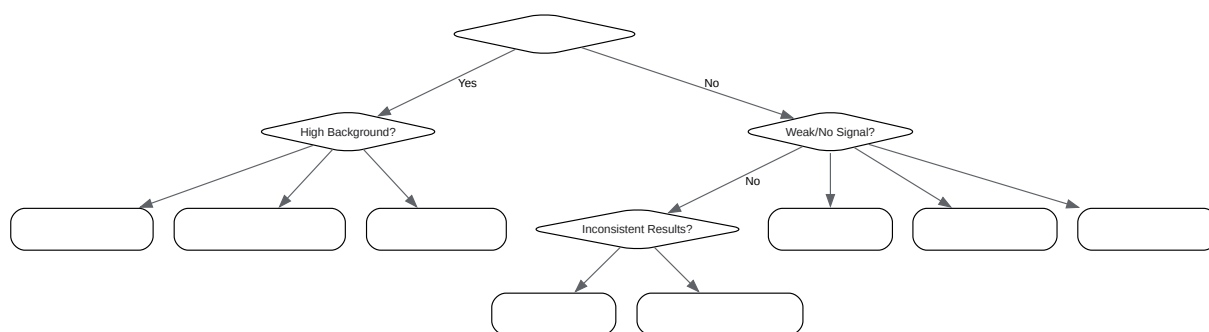 Yes
No
High Background?
Weak/No Signal?
No
Inconsistent Results?